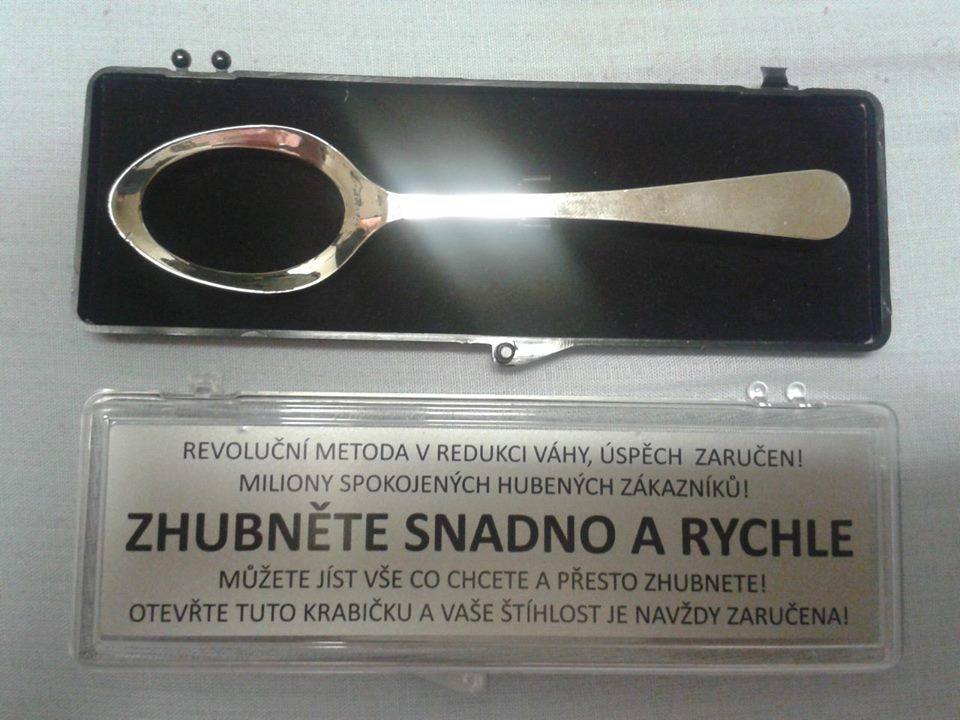 REVOLUČNÍ METODA V REDUKCI VÁHY, ÚSPĚCH ZARUČEN!
MILIONY SPOKOJENÝCH HUBENÝCH ZÁKAZNÍKŮ!
ZHUBNĚTE SNADNO A RYCHLE
MŮŽETE JÍST VŠE CO CHCETE A PŘESTO ZHUBNETE!
OTEVŘTE TUTO KRABIČKU A VAŠE ŠTÍHLOST JE NAVŽDY ZARUČENA!